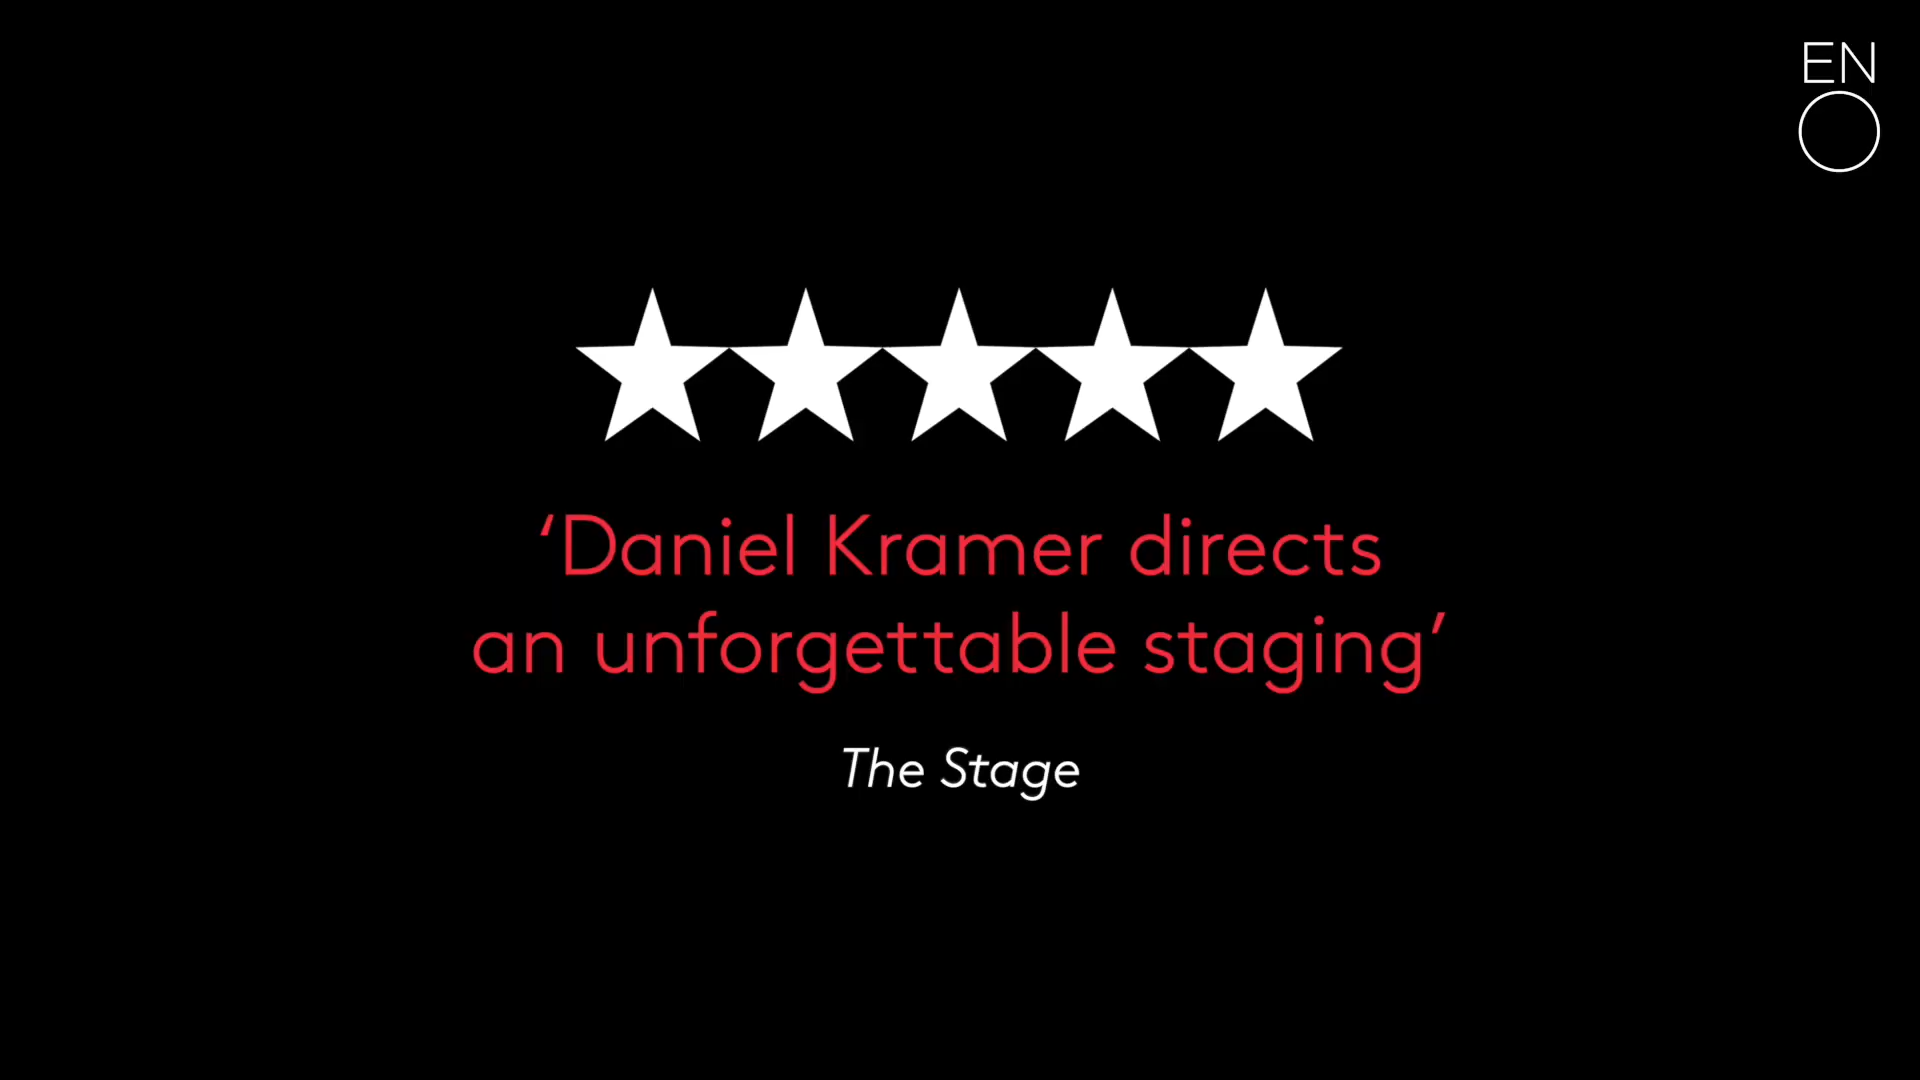 EN
O
‘Daniel Kramer directs
an unforgettable staging’
The Stage